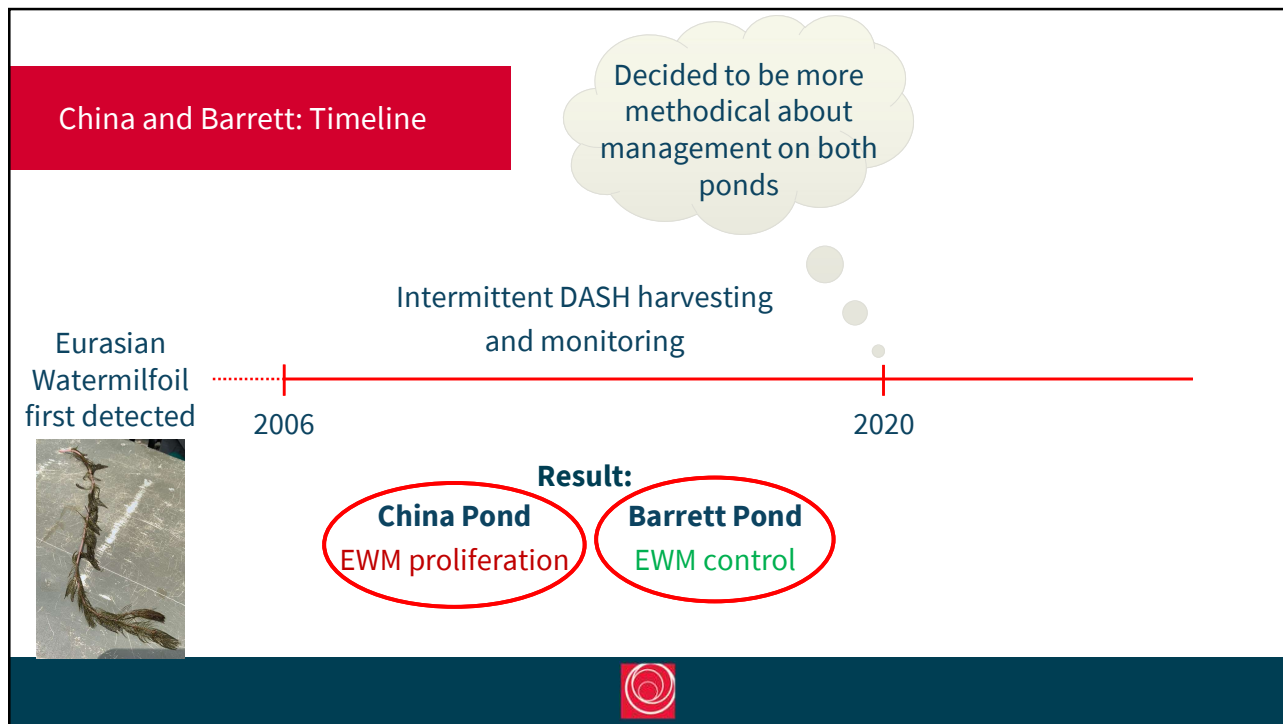 China and Barrett: Timeline
Decided to be more
methodical about
management on both
ponds
Intermittent DASH harvesting
and monitoring
Eurasian
Watermilfoil
first detected
2006
2020
Result:
China Pond
EWM proliferation
Barrett Pond
EWM control